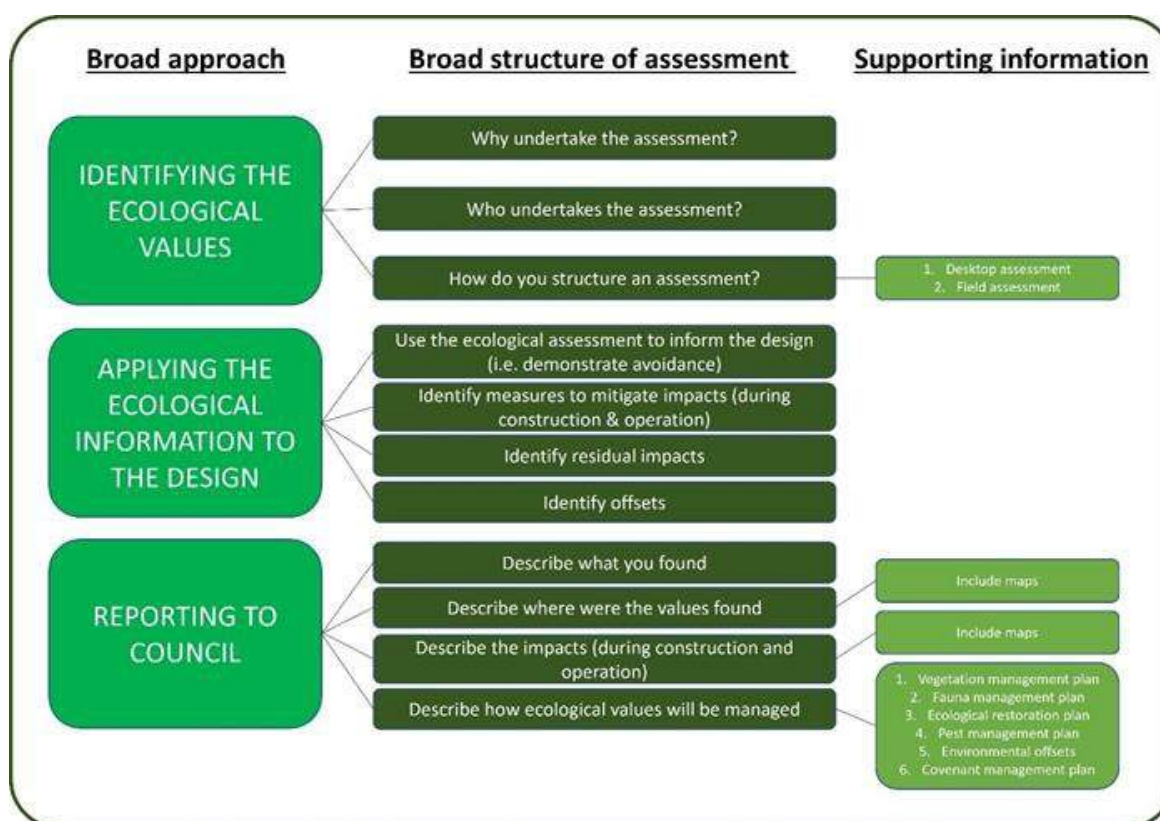 Broad approach
Broad structure of assessment
Supporting information
IDENTIFYING THE
ECOLOGICAL
VALUES
Why undertake the assessment?
Who undertakes the assessment?
How do you structure an assessment?
1. Desktop assessment
2. Field assessment
APPLYING THE
ECOLOGICAL
INFORMATION TO
THE DESIGN
Use the ecological assessment to inform the design
(i.e. demonstrate avoidance)
Identify measures to mitigate impacts (during
construction & operation)
Identify residual impacts
Identify offsets
REPORTING TO
COUNCIL
Describe what you found
Describe where were the values found
Include maps
Describe the impacts (during construction and
operation)
Include maps
Describe how ecological values will be managed
1. Vegetation management plan
2. Fauna management plan
3. Ecological restoration plan
4. Pest management plan
5. Environmental offsets
6. Covenant management plan